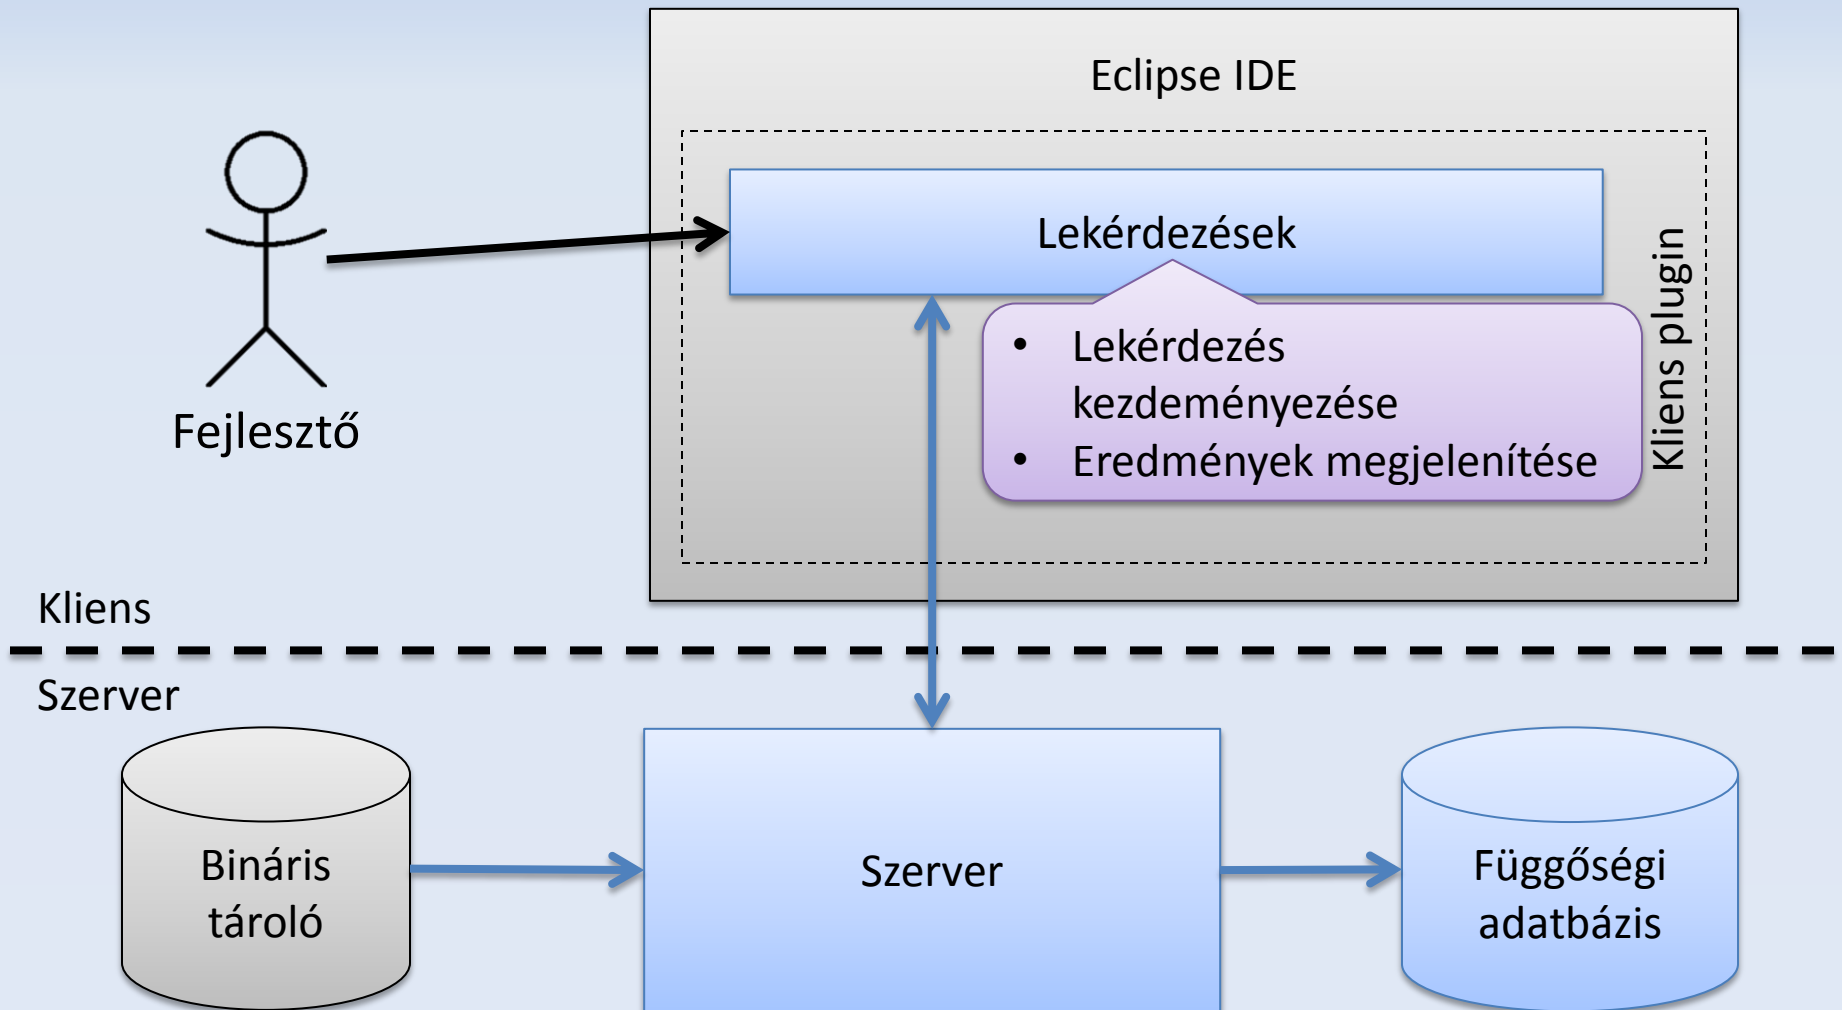 Eclipse IDE
Lekérdezések
• Lekérdezés
kezdeményezése
• Eredmények megjelenítése
Kliens plugin
Fejlesztő
Kliens
Szerver
Bináris
tároló
Szerver
Függőségi
adatbázis